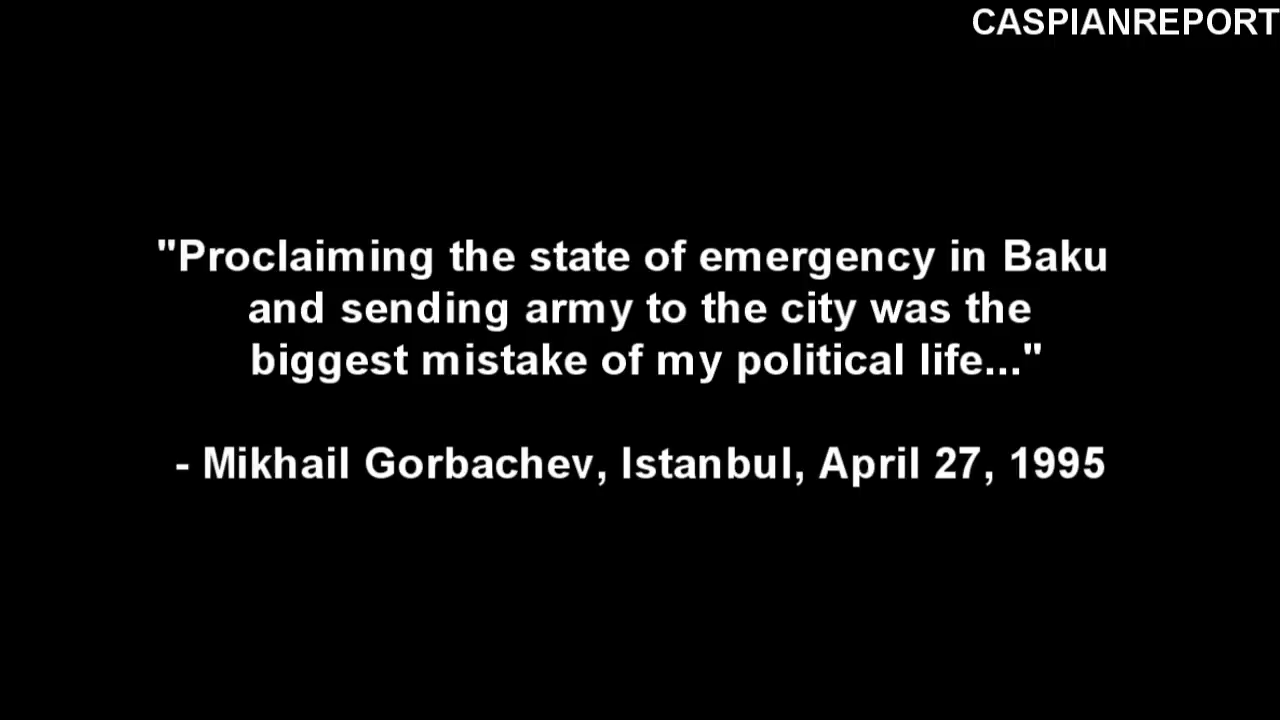 CASPIANREPORT
"Proclaiming the state of emergency in Baku
and sending army to the city was the
biggest mistake of my political life..."
- Mikhail Gorbachev, Istanbul, April 27, 1995